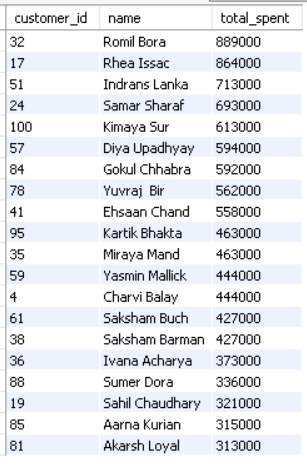 customer_id name total_spent
32 Romil Bora 889000
17 Rhea Issac 864000
51 Indrans Lanka 713000
24 Samar Sharaf 693000
100 Kimaya Sur 613000
57 Diya Upadhyay 594000
84 Gokul Chhabra 592000
78 Yuvraj  Bir 562000
41 Ehsaan Chand 558000
95 Kartik Bhakta 463000
35 Miraya Mand 463000
59 Yasmin Mallick 444000
4 Charvi Balay 444000
61 Saksham Buch 427000
38 Saksham Barman 427000
36 Ivana Acharya 373000
88 Sumer Dora 336000
19 Sahil Chaudhary 321000
85 Aarna Kurian 315000
81 Akarsh Loyal 313000